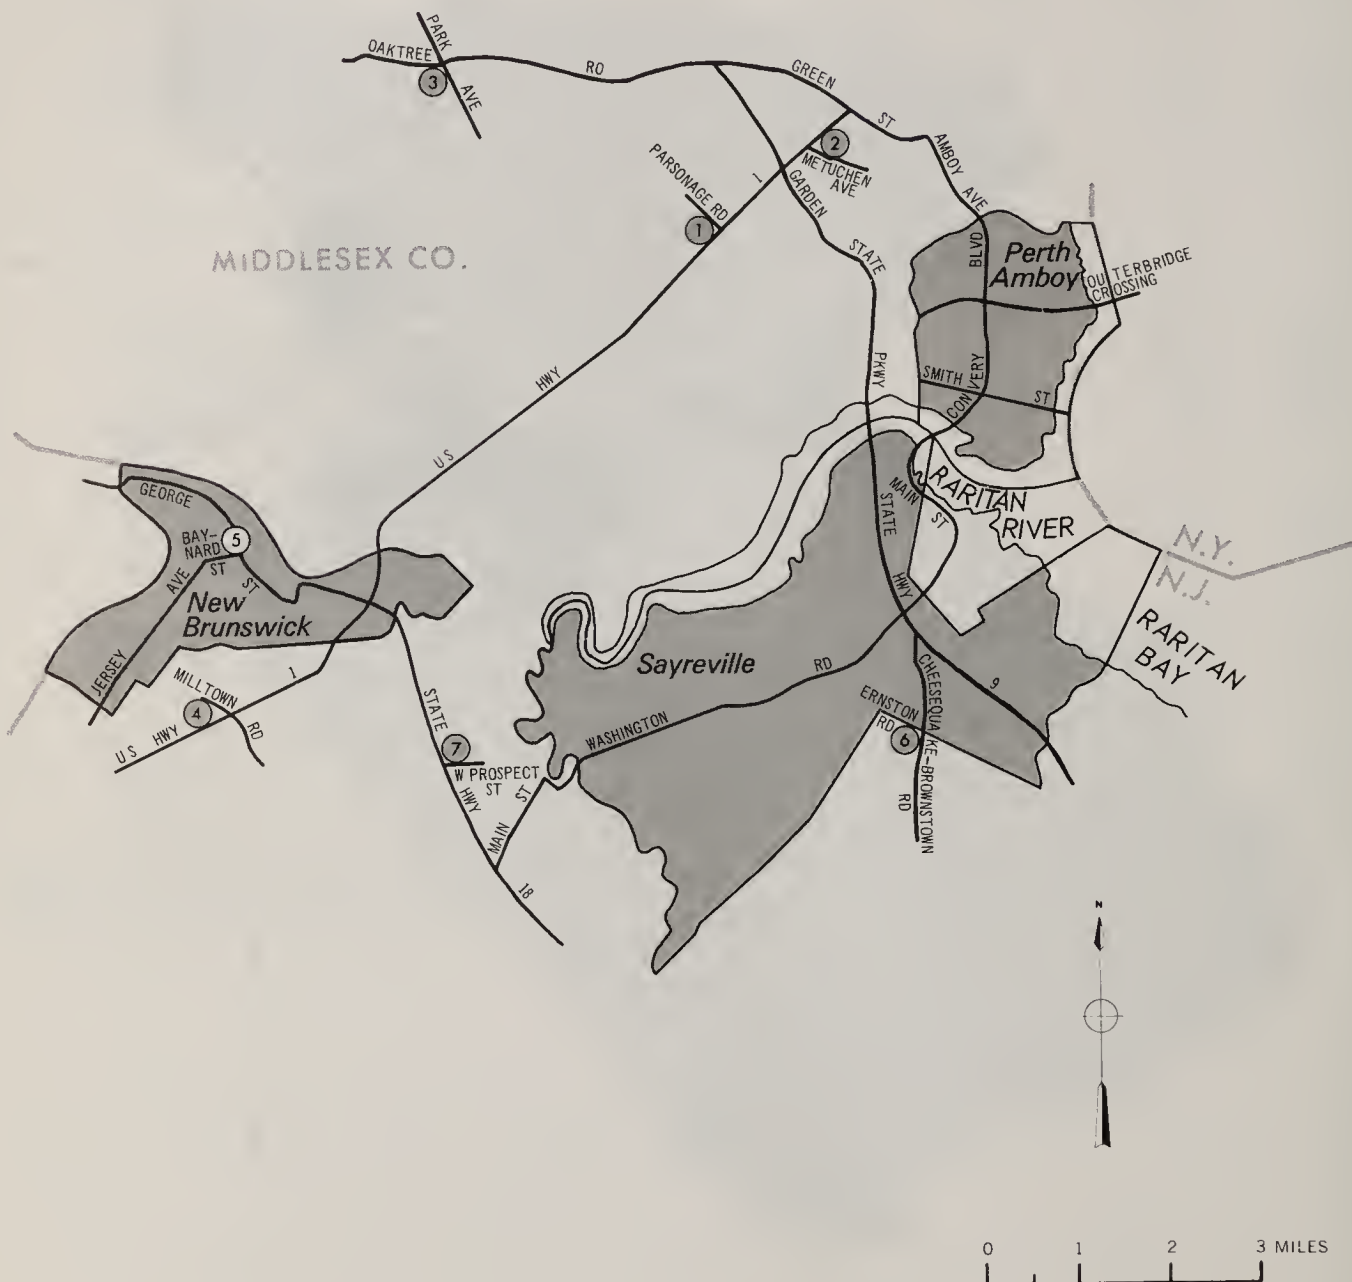 PARK
AVE
OAKTREE
RD
3
GREEN
ST
2
METUCHEN
AVE
AMBOY AVE
PARSONAGE RD
1
1
GARDEN
STATE
PKWY
MIDDLESEX CO.
Perth
Amboy
BLVD
CONVERY
OUTERBRIDGE
CROSSING
SMITH
ST
HWY
US
GEORGE
ST
BAY-
NARD
ST
5
JERSEY
AVE
New
Brunswick
MAIN
ST
RARITAN
RIVER
STATE
HWY
9
N.Y.
N.J.
RARITAN
BAY
Sayreville
WASHINGTON
RD
CHEESEQUAKE-BROWNSTOWN
RD
ERNSTON
RD
6
MILLTOWN
RD
4
US HWY 1
STATE
HWY
18
7
W PROSPECT
ST
MAIN ST
N
0 1 2 3 MILES